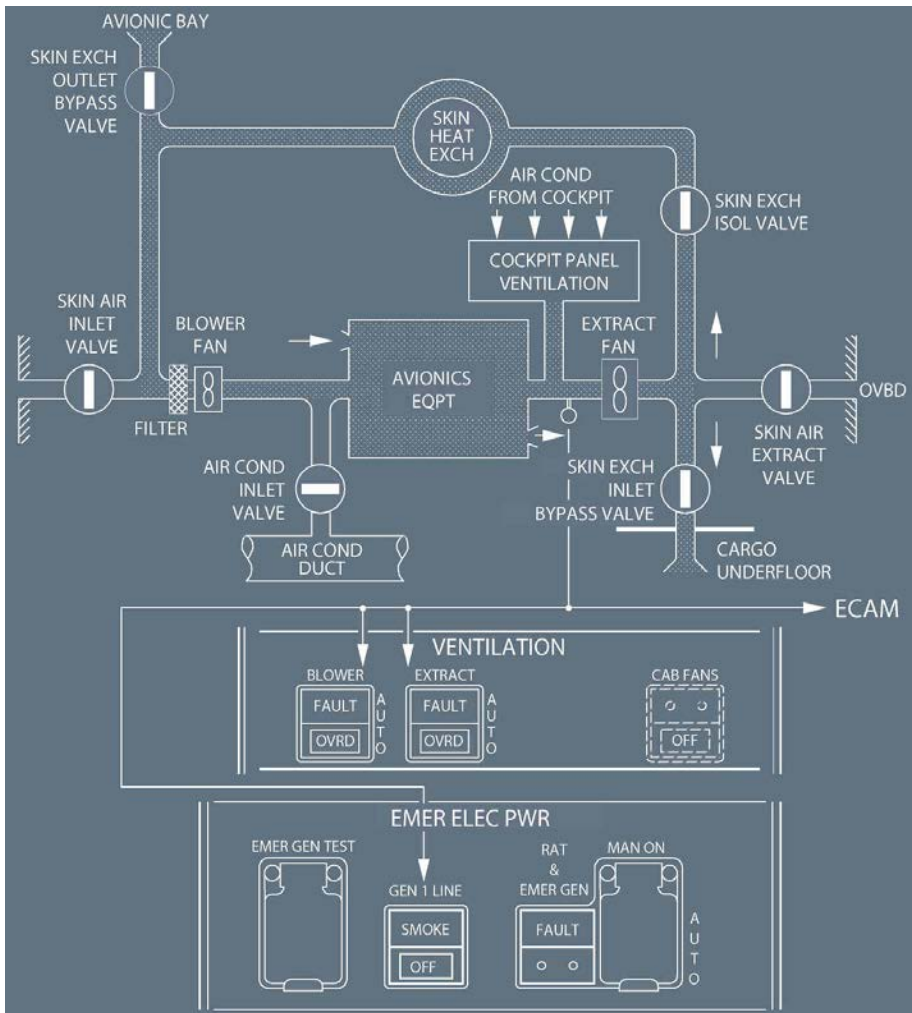 AVIONIC BAY
SKIN EXCH
OUTLET
BYPASS
VALVE
SKIN
HEAT
EXCH
AIR COND
FROM COCKPIT
SKIN EXCH
ISOL VALVE
COCKPIT PANEL
VENTILATION
SKIN AIR
INLET
VALVE
BLOWER
FAN
EXTRACT
FAN
AVIONICS
EQPT
OVBD
FILTER
SKIN AIR
EXTRACT
VALVE
AIR COND
INLET
VALVE
SKIN EXCH
INLET
BYPASS VALVE
AIR COND
DUCT
CARGO
UNDERFLOOR
ECAM
VENTILATION
BLOWER
FAULT
OVRD
AUTO
EXTRACT
FAULT
OVRD
AUTO
CAB FANS
OFF
EMER ELEC PWR
EMER GEN TEST
GEN 1 LINE
SMOKE
OFF
RAT
&
EMER GEN
FAULT
MAN ON
AUTO